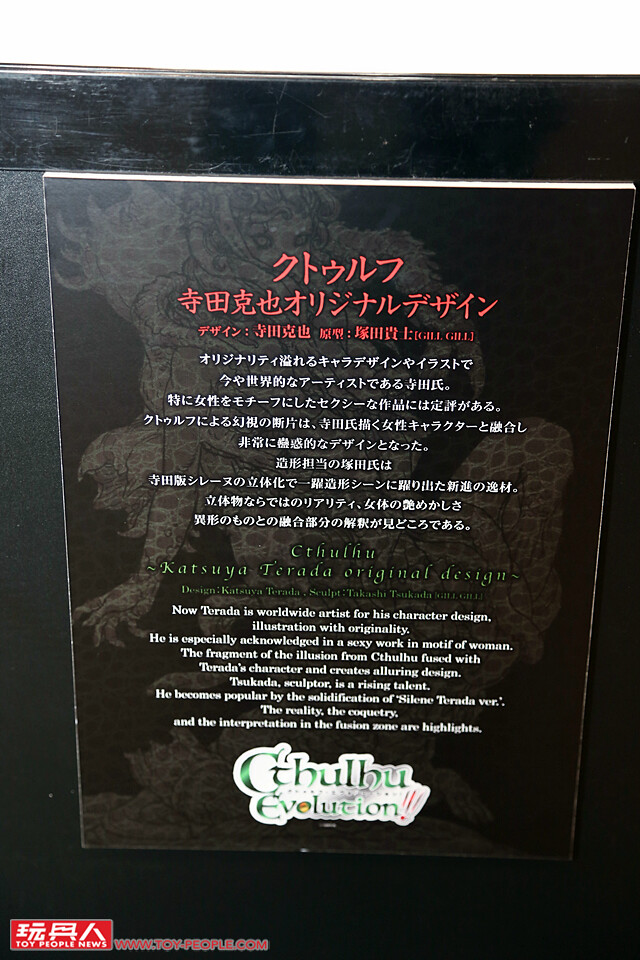 クトゥルフ
寺田克也オリジナルデザイン
デザイン：寺田克也 原型：塚田貴士[GILL GILL]
オリジナリティ溢れるキャラデザインやイラストで
今や世界的なアーティストである寺田氏。
特に女性をモチーフにしたセクシーな作品には定評がある。
クトゥルフによる幻視の断片は、寺田氏描く女性キャラクターと融合し
非常に蠱惑的なデザインとなった。
造形担当の塚田氏は
寺田版シレーヌの立体化で一躍造形シーンに躍り出た新進の逸材。
立体物ならではのリアリティ、女体の艶めかしさ
異形のものとの融合部分の解釈が見どころである。
Cthulhu
~Katsuya Terada original design~
Design:Katsuya Terada , Sculpt:Takashi Tsukada [GILL GILL]
Now Terada is worldwide artist for his character design,
illustration with originality.
He is especially acknowledged in a sexy work in motif of woman.
The fragment of the illusion from Cthulhu fused with
Terada's character and creates alluring design.
Tsukada, sculptor, is a rising talent.
He becomes popular by the solidification of 'Silene Terada ver.'.
The reality, the coquetry,
and the interpretation in the fusion zone are highlights.
Cthulhu
Evolution!!!
玩具人
TOY PEOPLE NEWS
WWW.TOY-PEOPLE.COM